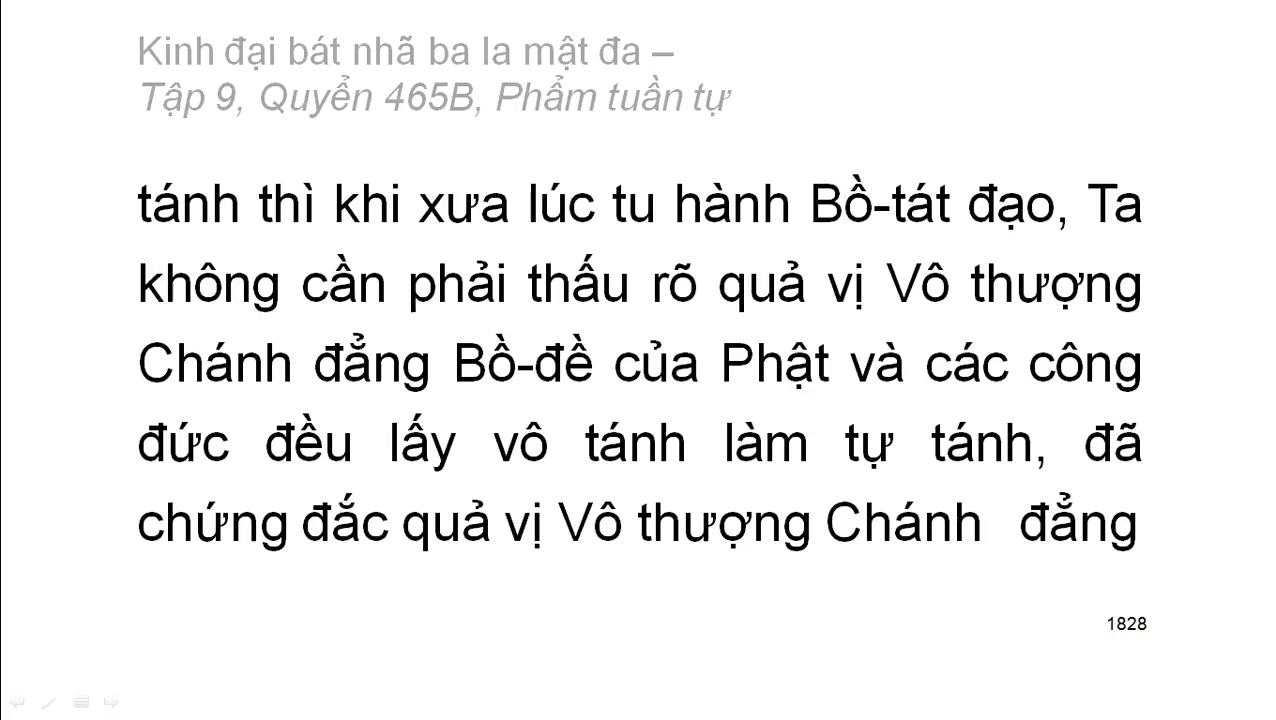 Kinh đại bát nhã ba la mật đa –
Tập 9, Quyển 465B, Phẩm tuần tự
tánh thì khi xưa lúc tu hành Bồ-tát đạo, Ta
không cần phải thấu rõ quả vị Vô thượng
Chánh đẳng Bồ-đề của Phật và các công
đức đều lấy vô tánh làm tự tánh, đã
chứng đắc quả vị Vô thượng Chánh đẳng
1828